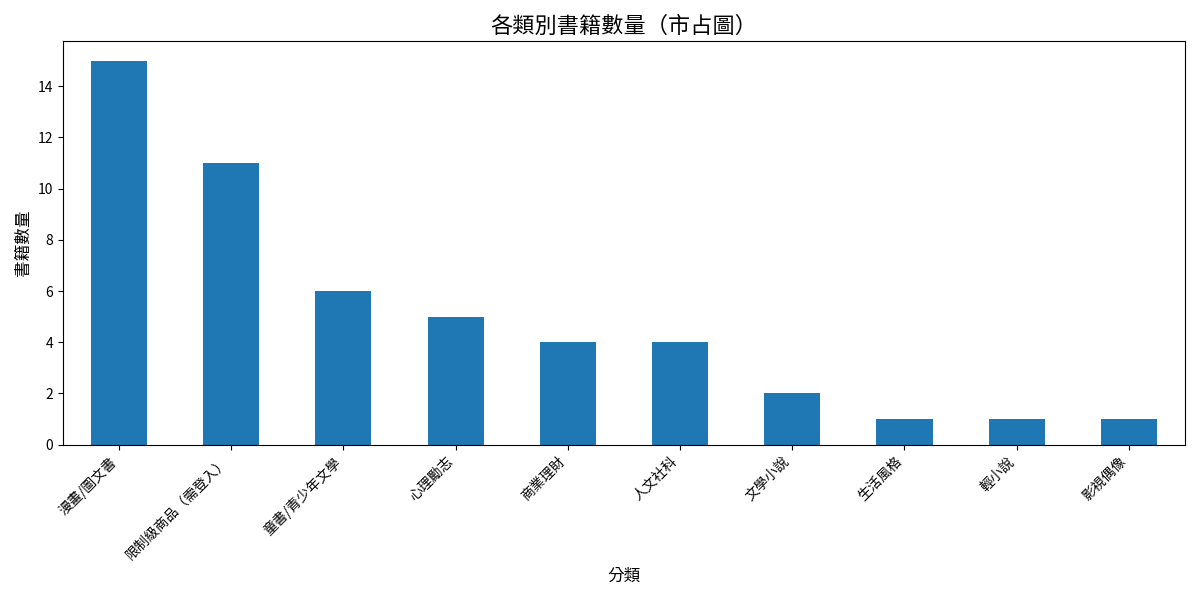 各類別書籍數量（市占圖）
書籍數量
14
12
10
8
6
4
2
0
漫畫/圖文書
限制級商品（需登入）
童書/青少年文學
心理勵志
商業理財
人文社科
文學小說
生活風格
輕小說
影視偶像
分類